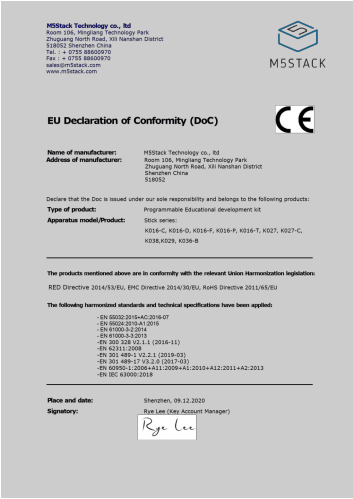 M5Stack Technology co., ltd
Room 106, Mingliang Technology Park
Zhuguang North Road, Xili Nanshan District
518052 Shenzhen China
Tel. : + 0755 88600970
Fax : + 0755 88600970
sales@m5stack.com
www.m5stack.com
M5STACK
EU Declaration of Conformity (DoC)
CE
Name of manufacturer: M5Stack Technology co., ltd
Address of manufacturer: Room 106, Mingliang Technology Park
Zhuguang North Road, Xili Nanshan District
Shenzhen China
518052
Declare that the Doc is issued under our sole responsibility and belongs to the following products:
Type of product: Programmable Educational development kit
Apparatus model/Product: Stick series:
K016-C, K016-D, K016-F, K016-P, K016-T, K027, K027-C,
K038,K029, K036-B
The products mentioned above are in conformity with the relevant Union Harmonization legislation:
RED Directive 2014/53/EU, EMC Directive 2014/30/EU, RoHS Directive 2011/65/EU
The following harmonized standards and technical specifications have been applied:
- EN 55032:2015+AC:2016-07
- EN 55024:2010-A1:2015
- EN 61000-3-2:2014
- EN 61000-3-3:2013
-EN 300 328 V2.1.1 (2016-11)
-EN 62311:2008
-EN 301 489-1 V2.2.1 (2019-03)
-EN 301 489-17 V3.2.0 (2017-03)
-EN 60950-1:2006+A11:2009+A1:2010+A12:2011+A2:2013
-EN IEC 63000:2018
Place and date: Shenzhen, 09.12.2020
Signatory: Rye Lee (Key Account Manager)
Rye Lee